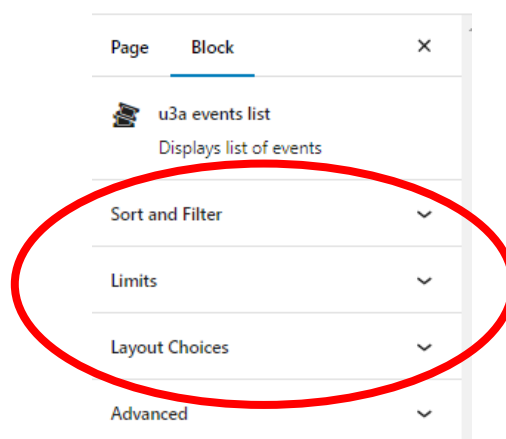 Page Block
u3a events list
Displays list of events
Sort and Filter
Limits
Layout Choices
Advanced